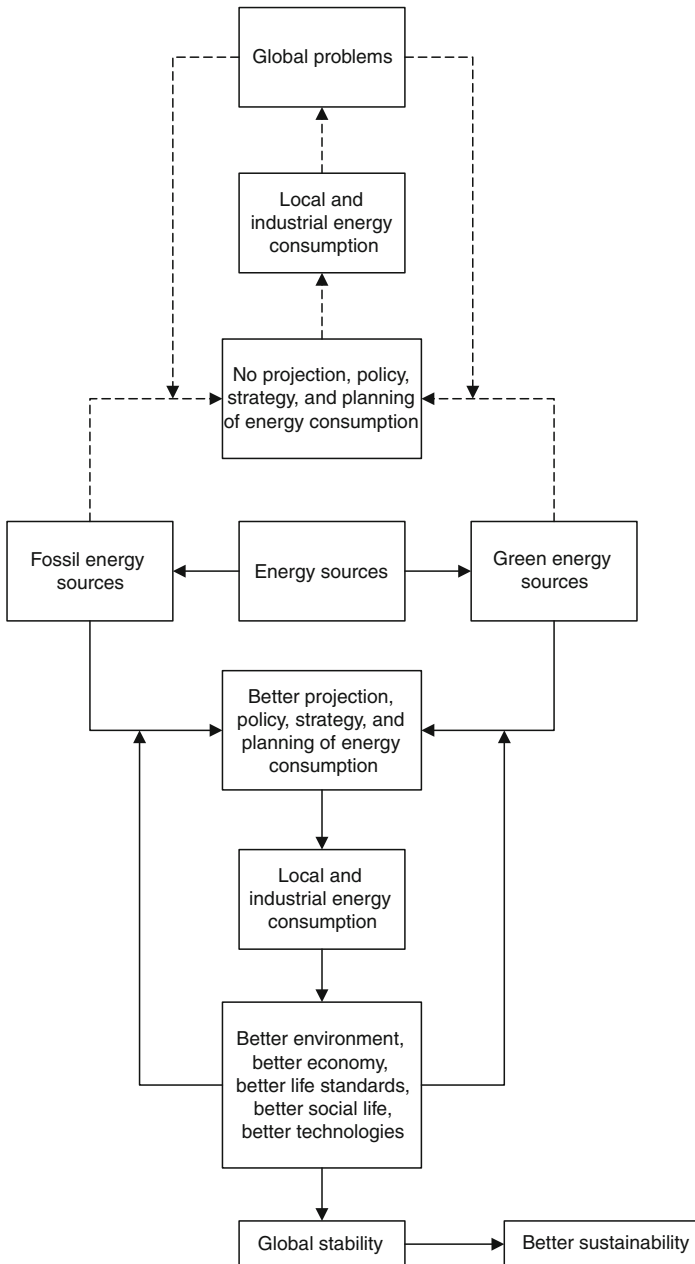 Global problems
Local and
industrial energy
consumption
No projection, policy,
strategy, and planning
of energy consumption
Fossil energy
sources
Energy sources
Green energy
sources
Better projection,
policy, strategy, and
planning of energy
consumption
Local and
industrial energy
consumption
Better environment,
better economy,
better life standards,
better social life,
better technologies
Global stability
Better sustainability